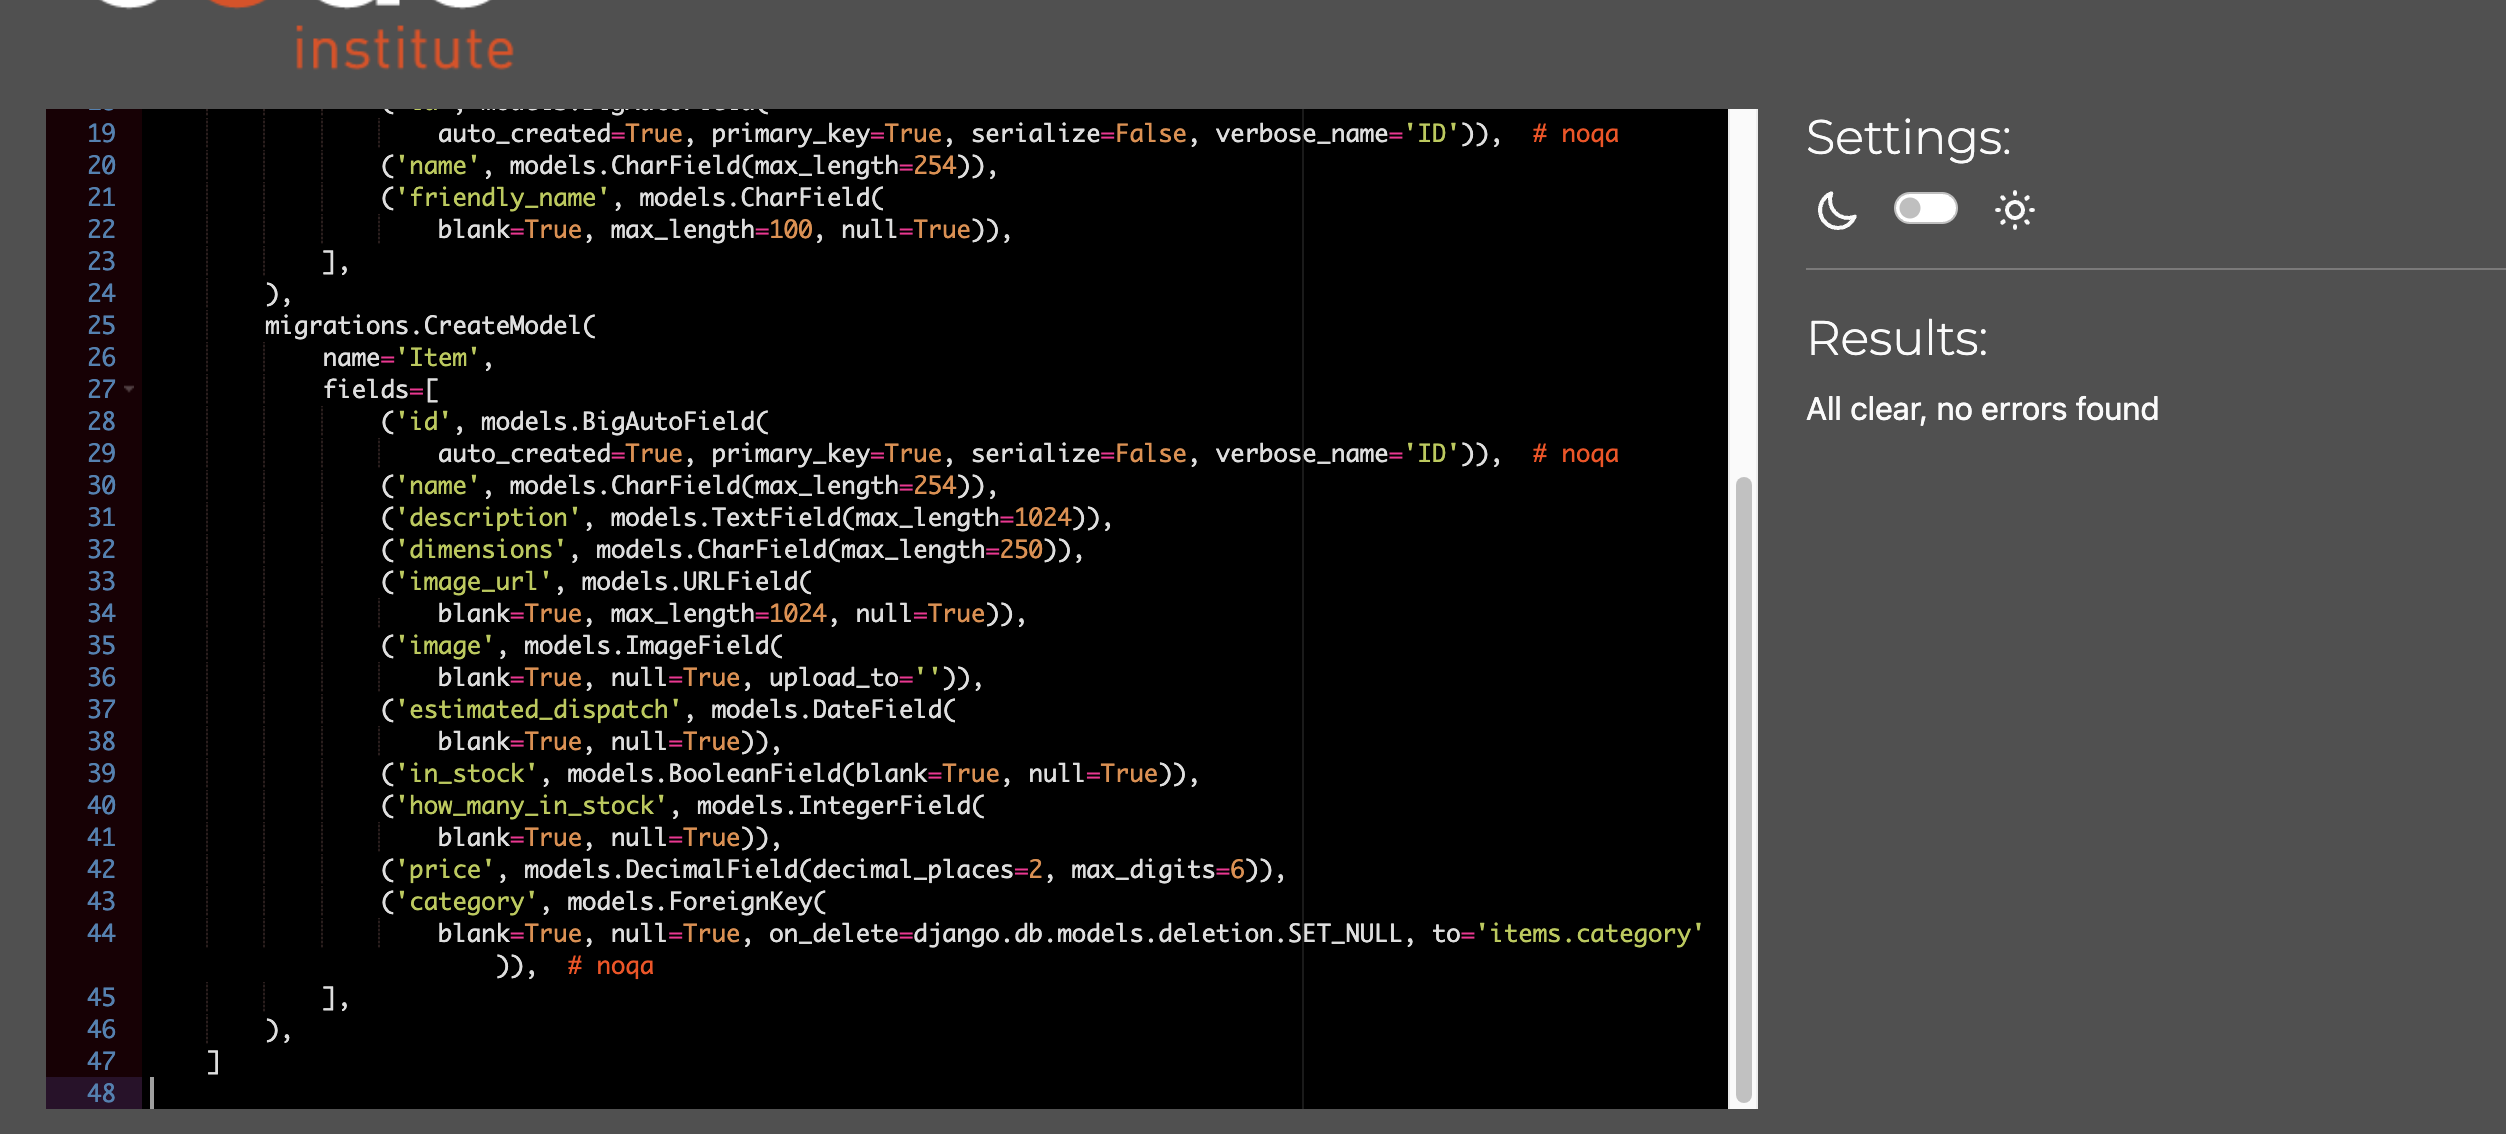 institute
19 auto_created=True, primary_key=True, serialize=False, verbose_name='ID')),  # noqa
20 ('name', models.CharField(max_length=254)),
21 ('friendly_name', models.CharField(
22 blank=True, max_length=100, null=True)),
23 ],
24 ),
25 migrations.CreateModel(
26 name='Item',
27 fields=[
28 ('id', models.BigAutoField(
29 auto_created=True, primary_key=True, serialize=False, verbose_name='ID')),  # noqa
30 ('name', models.CharField(max_length=254)),
31 ('description', models.TextField(max_length=1024)),
32 ('dimensions', models.CharField(max_length=250)),
33 ('image_url', models.URLField(
34 blank=True, max_length=1024, null=True)),
35 ('image', models.ImageField(
36 blank=True, null=True, upload_to='')),
37 ('estimated_dispatch', models.DateField(
38 blank=True, null=True)),
39 ('in_stock', models.BooleanField(blank=True, null=True)),
40 ('how_many_in_stock', models.IntegerField(
41 blank=True, null=True)),
42 ('price', models.DecimalField(decimal_places=2, max_digits=6)),
43 ('category', models.ForeignKey(
44 blank=True, null=True, on_delete=django.db.models.deletion.SET_NULL, to='items.category'
)),  # noqa
45 ],
46 ),
47 ]
48
Settings:
Results:
All clear, no errors found